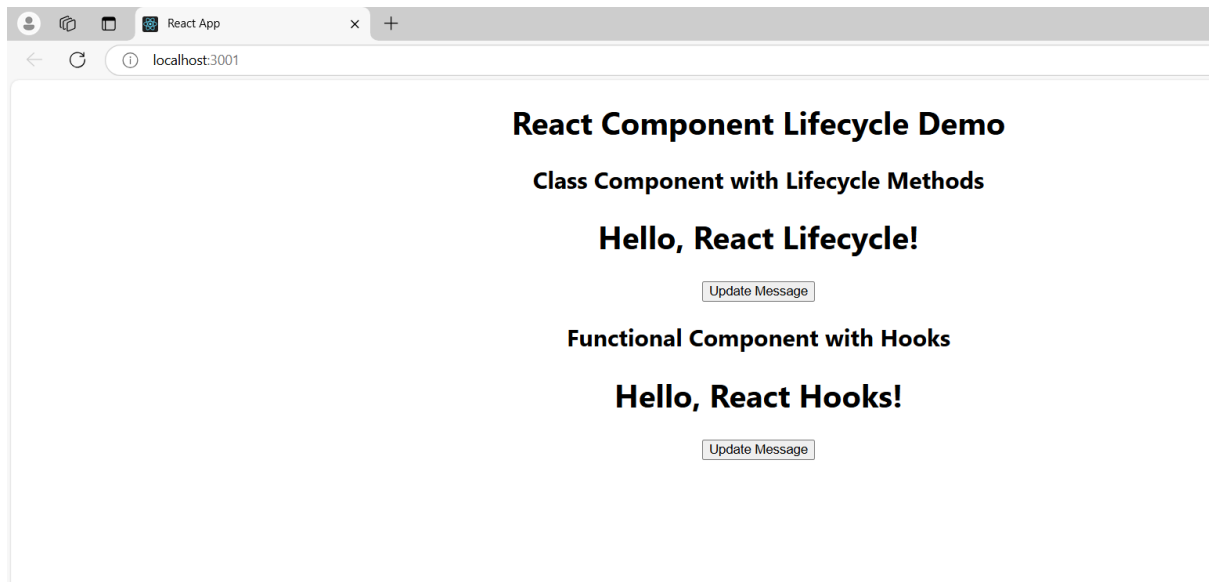 React App
localhost:3001
React Component Lifecycle Demo
Class Component with Lifecycle Methods
Hello, React Lifecycle!
Update Message
Functional Component with Hooks
Hello, React Hooks!
Update Message